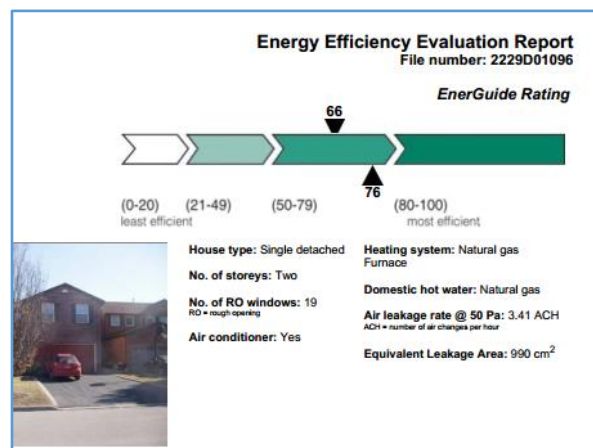 Energy Efficiency Evaluation Report
File number: 2229D01096
EnerGuide Rating
66
76
(0-20) (21-49) (50-79) (80-100)
least efficient most efficient
House type: Single detached
No. of storeys: Two
No. of RO windows: 19
RO = rough opening
Air conditioner: Yes
Heating system: Natural gas
Furnace
Domestic hot water: Natural gas
Air leakage rate @ 50 Pa: 3.41 ACH
ACH = number of air changes per hour
Equivalent Leakage Area: 990 cm2